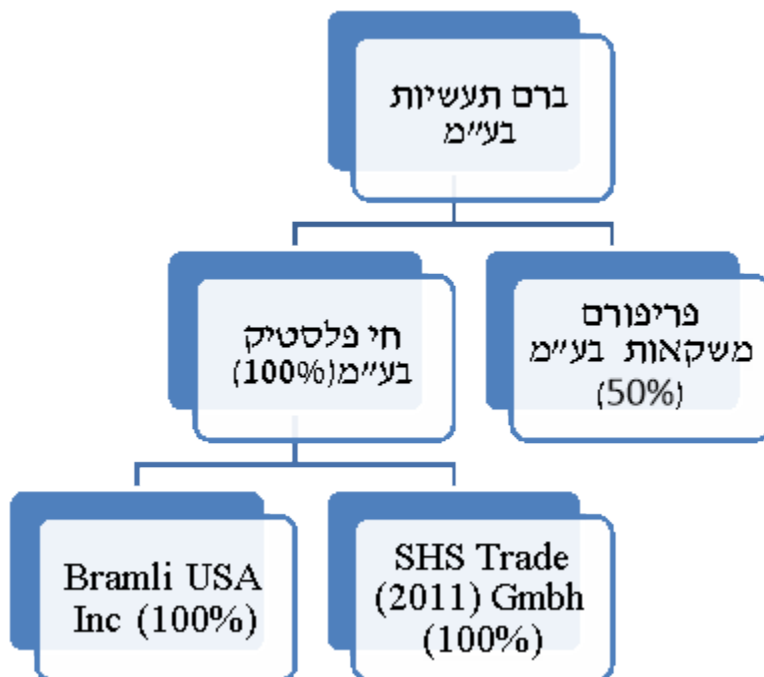 ברם תעשיות
בע״מ
פריפורם
משקאות בע״מ
(50%)
חי פלסטיק
בע״מ(100%)
Bramli USA
Inc (100%)
SHS Trade
(2011) Gmbh
(100%)